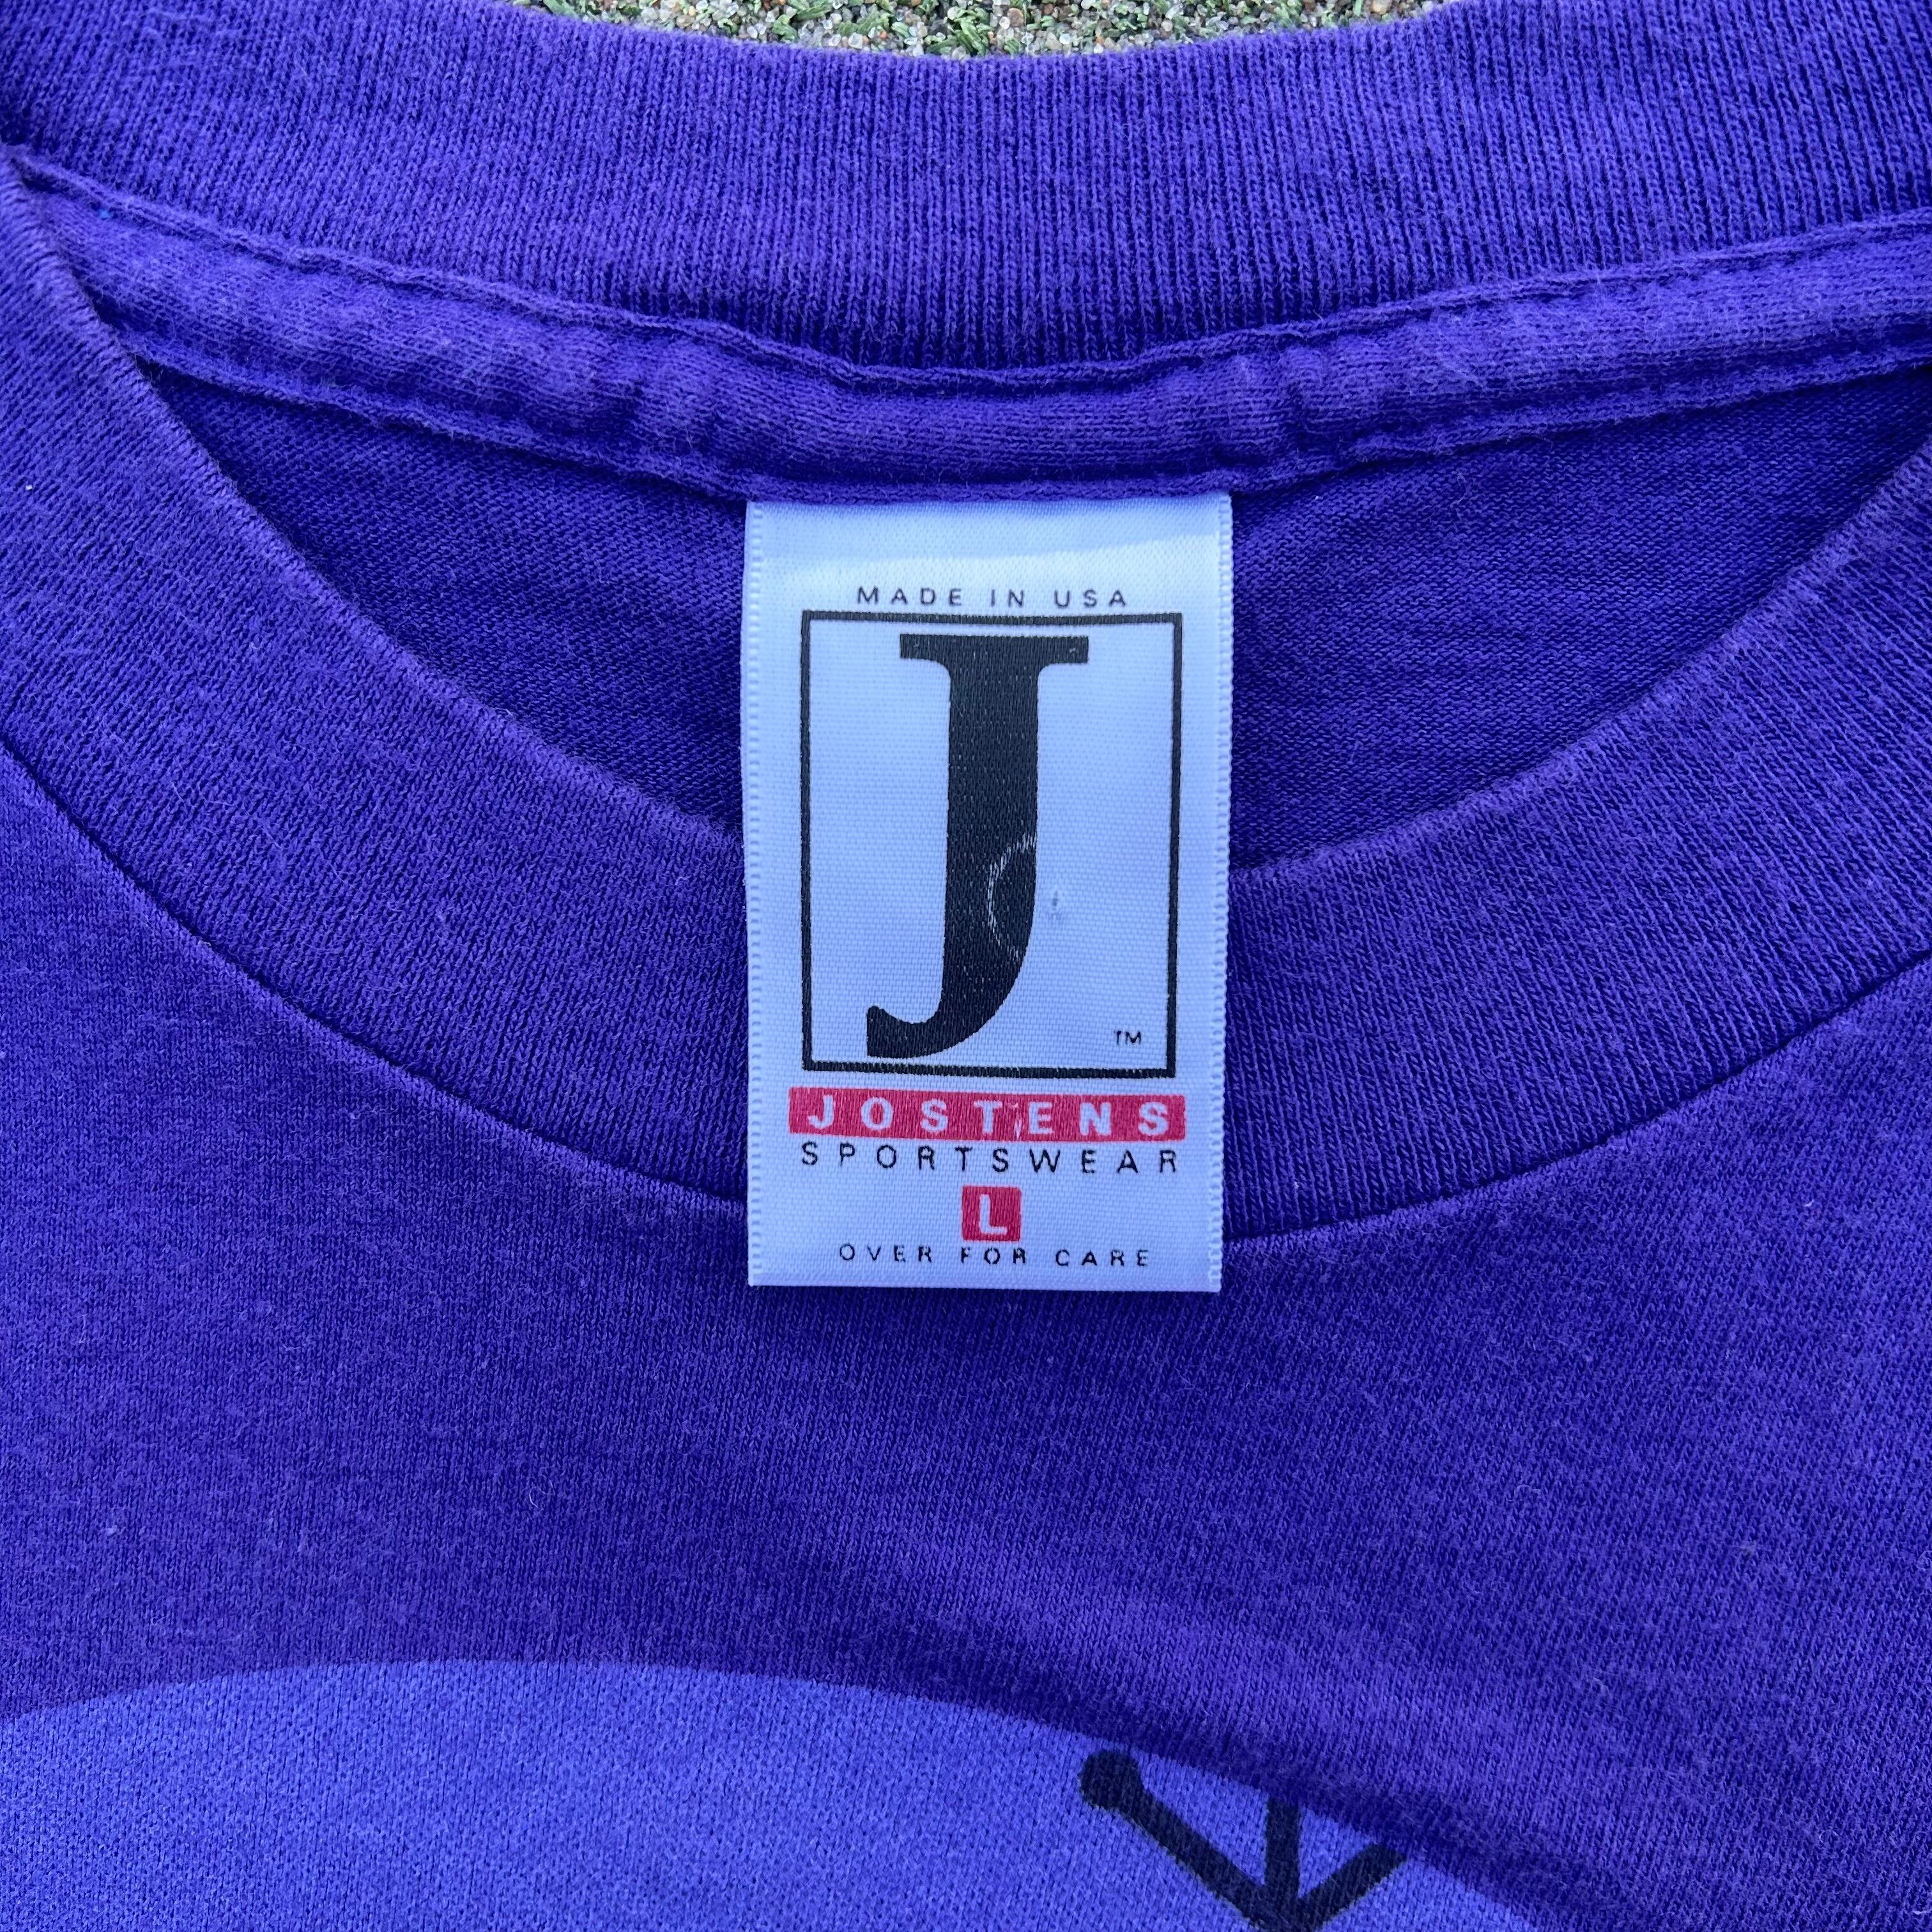 MADE IN USA
J
TM
JOSTENS
SPORTSWEAR
L
OVER FOR CARE